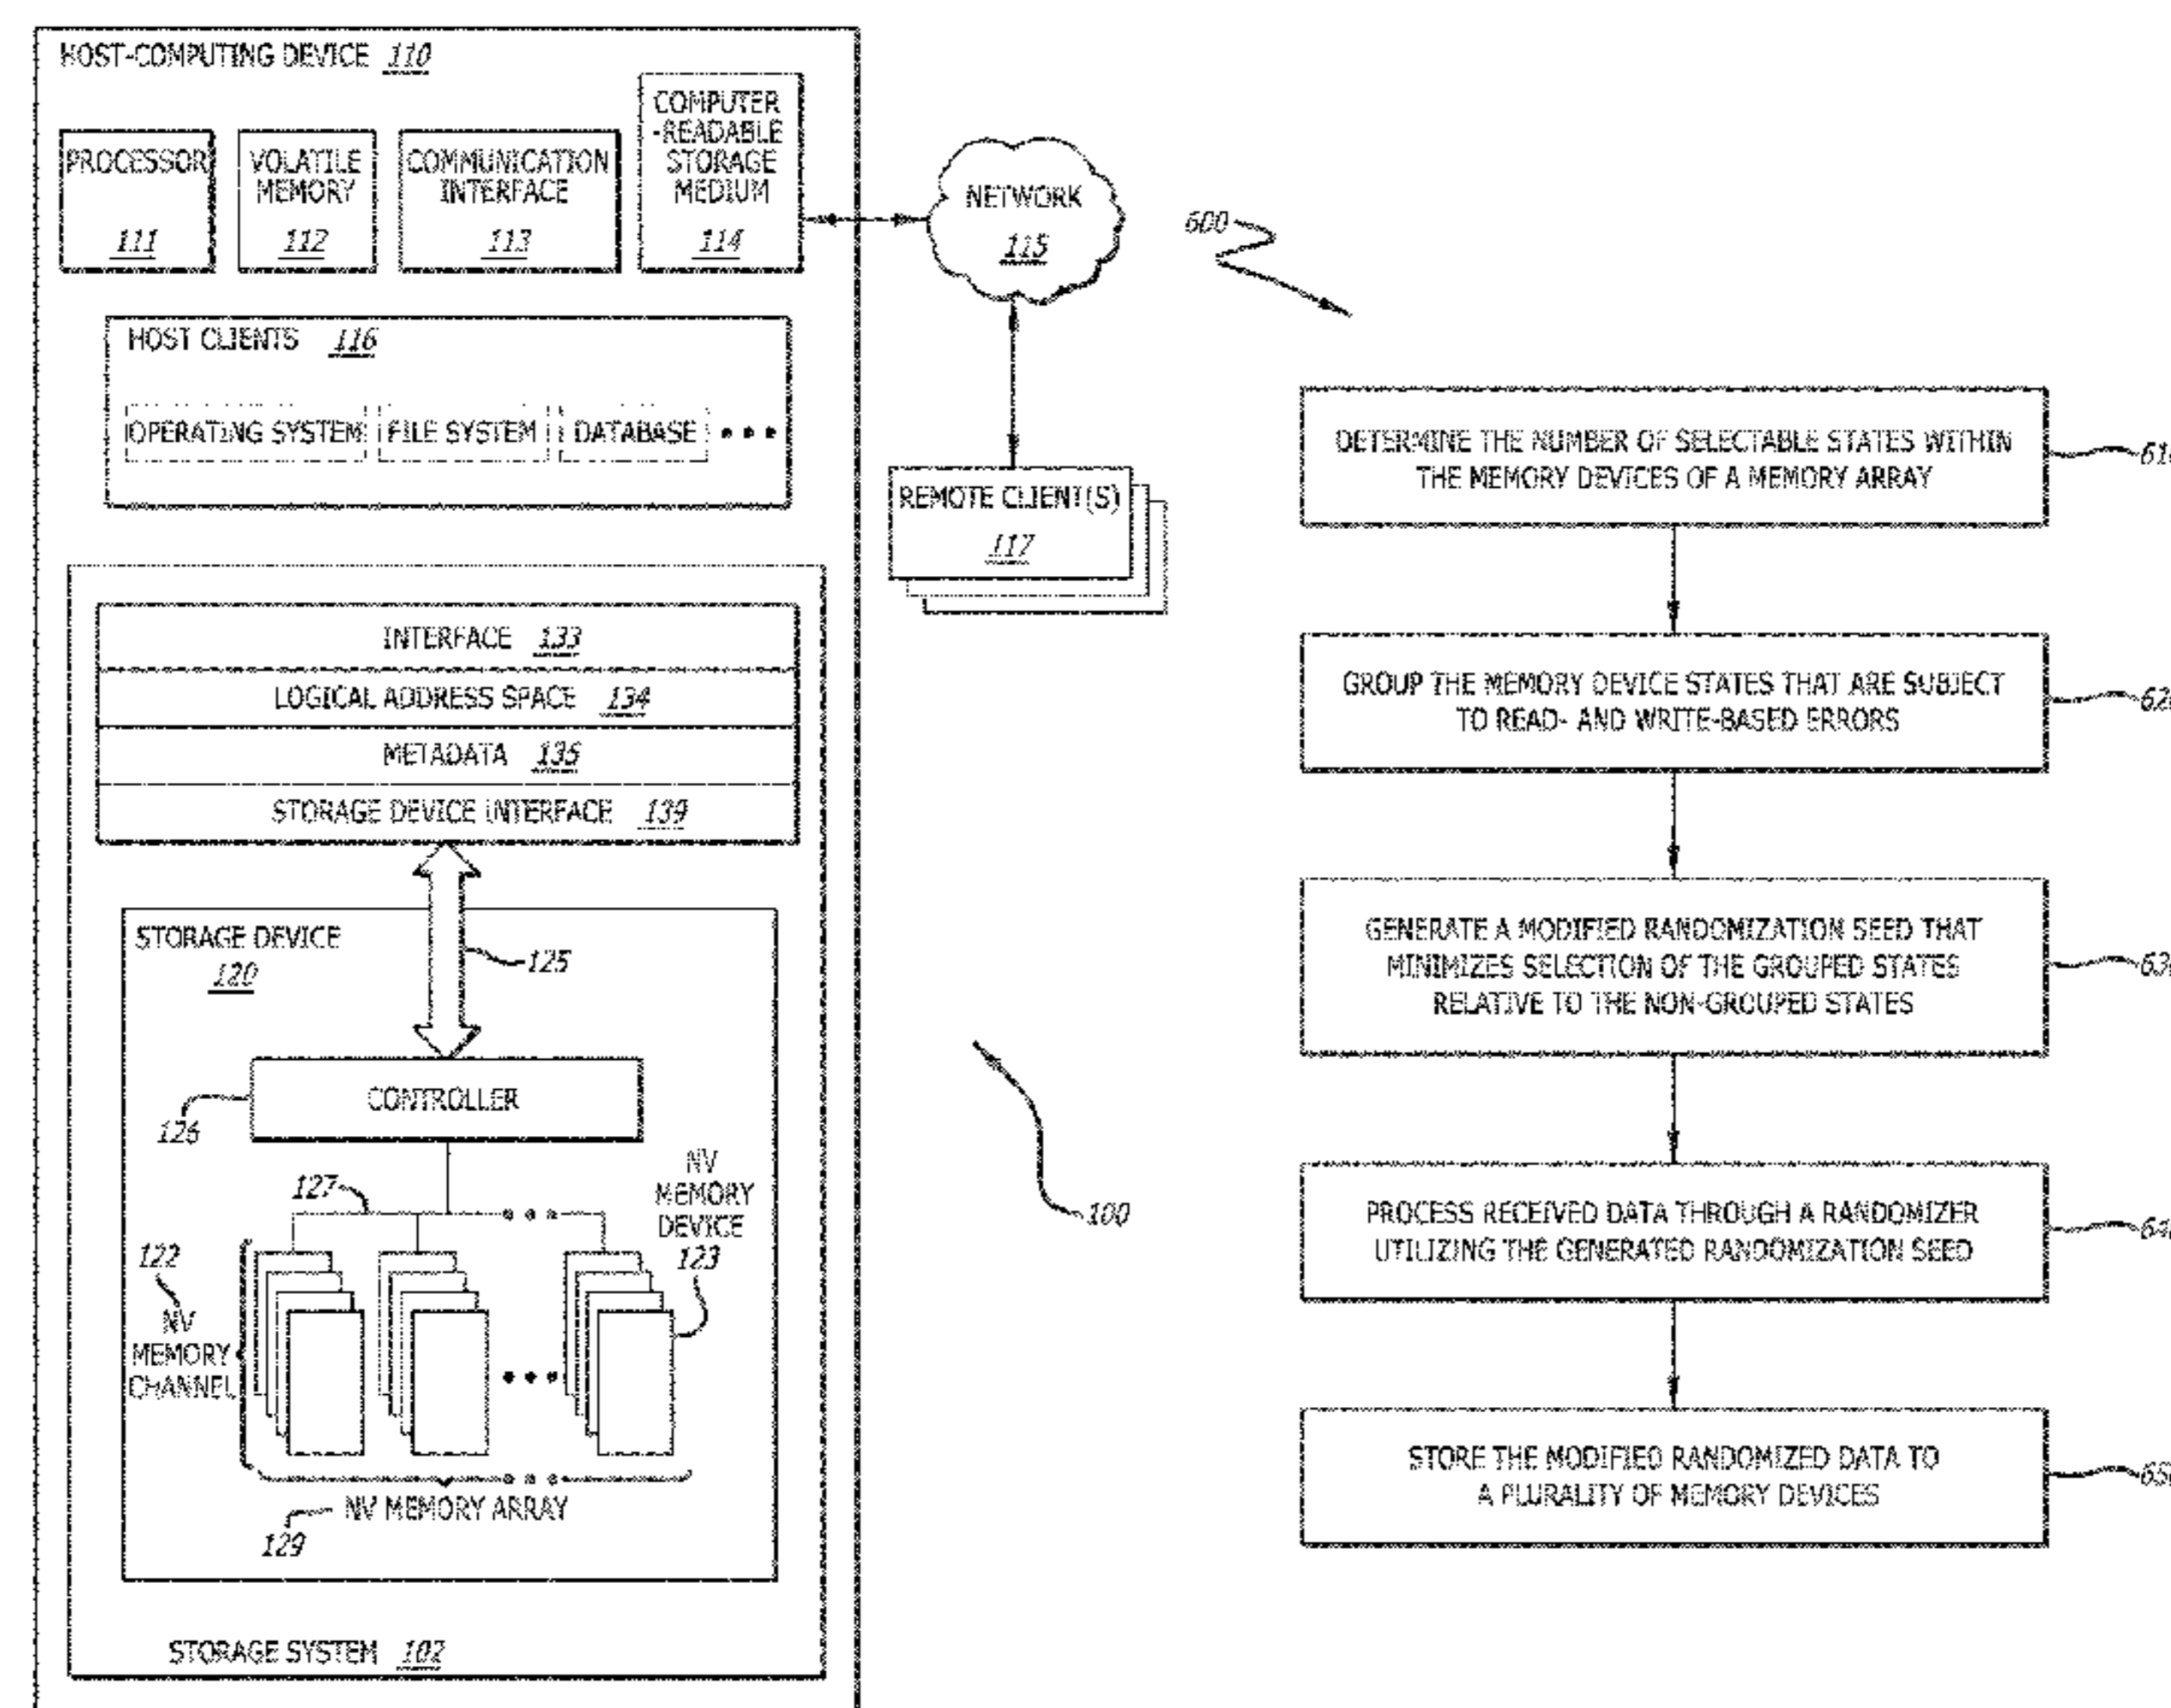 HOST-COMPUTING DEVICE 110
PROCESSOR
111
VOLATILE
MEMORY
112
COMMUNICATION
INTERFACE
113
COMPUTER
-READABLE
STORAGE
MEDIUM
114
NETWORK
115
HOST CLIENTS 116
OPERATING SYSTEM FILE SYSTEM DATABASE
REMOTE CLIENT(S)
117
INTERFACE 133
LOGICAL ADDRESS SPACE 134
METADATA 135
STORAGE DEVICE INTERFACE 139
STORAGE DEVICE
120
125
CONTROLLER
126
127
NV
MEMORY
DEVICE
123
122
NV
MEMORY
CHANNEL
NV MEMORY ARRAY
129
STORAGE SYSTEM 102
100
600
DETERMINE THE NUMBER OF SELECTABLE STATES WITHIN
THE MEMORY DEVICES OF A MEMORY ARRAY
GROUP THE MEMORY DEVICE STATES THAT ARE SUBJECT
TO READ- AND WRITE-BASED ERRORS
GENERATE A MODIFIED RANDOMIZATION SEED THAT
MINIMIZES SELECTION OF THE GROUPED STATES
RELATIVE TO THE NON-GROUPED STATES
PROCESS RECEIVED DATA THROUGH A RANDOMIZER
UTILIZING THE GENERATED RANDOMIZATION SEED
STORE THE MODIFIED RANDOMIZED DATA TO
A PLURALITY OF MEMORY DEVICES